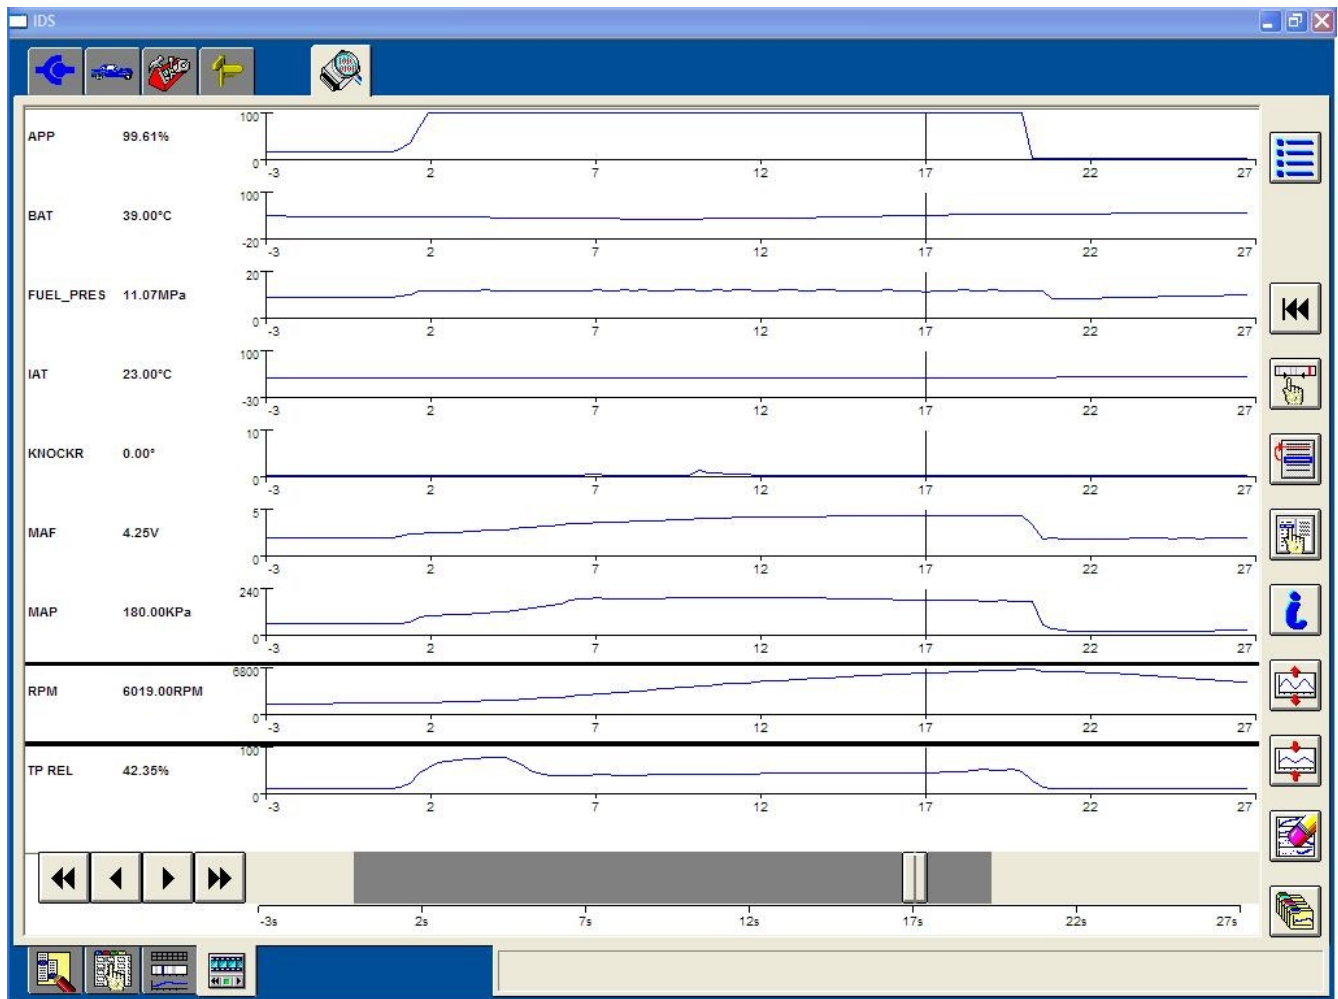 IDS
APP 99.61%
100
0
-3 2 7 12 17 22 27
BAT 39.00°C
100
-20
-3 2 7 12 17 22 27
FUEL_PRES 11.07MPa
20
0
-3 2 7 12 17 22 27
IAT 23.00°C
100
-30
-3 2 7 12 17 22 27
KNOCKR 0.00°
10
0
-3 2 7 12 17 22 27
MAF 4.25V
5
0
-3 2 7 12 17 22 27
MAP 180.00KPa
240
0
-3 2 7 12 17 22 27
RPM 6019.00RPM
6800
0
-3 2 7 12 17 22 27
TP REL 42.35%
100
0
-3 2 7 12 17 22 27
-3s 2s 7s 12s 17s 22s 27s